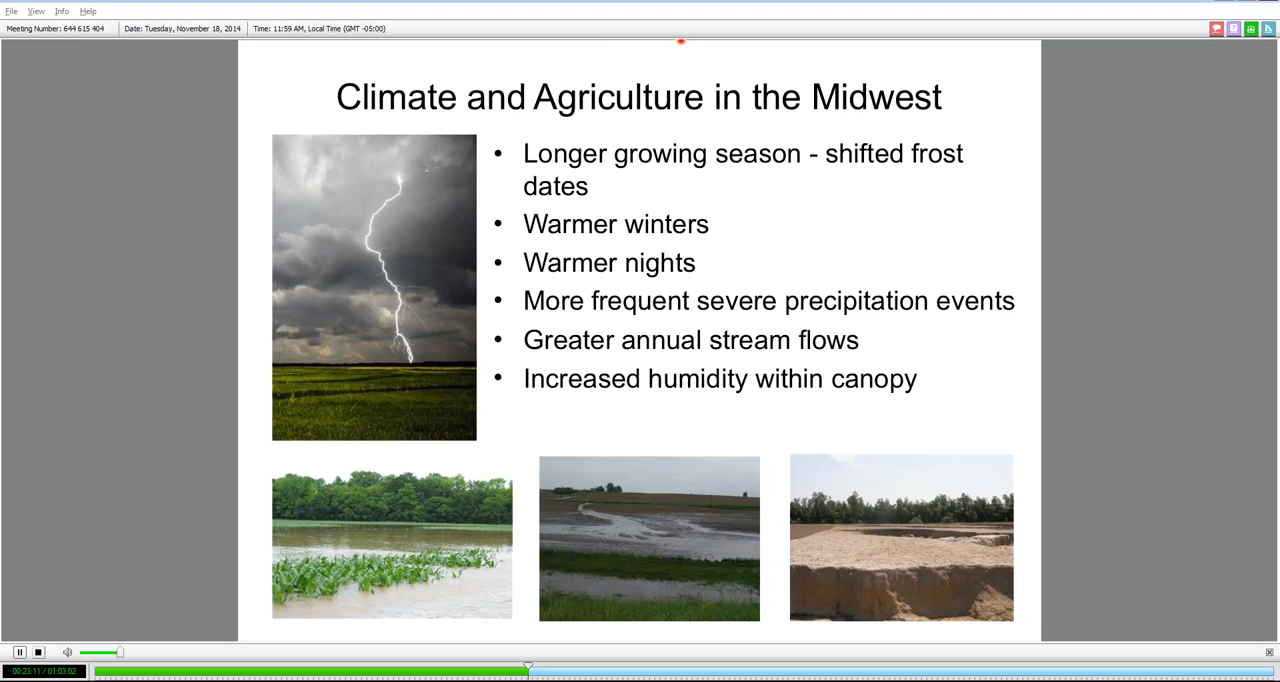 File View Info Help
Meeting Number: 644 615 404 Date: Tuesday, November 18, 2014 Time: 11:59 AM, Local Time (GMT -05:00)
Climate and Agriculture in the Midwest
• Longer growing season - shifted frost
dates
• Warmer winters
• Warmer nights
• More frequent severe precipitation events
• Greater annual stream flows
• Increased humidity within canopy
00:23:11 / 01:03:02